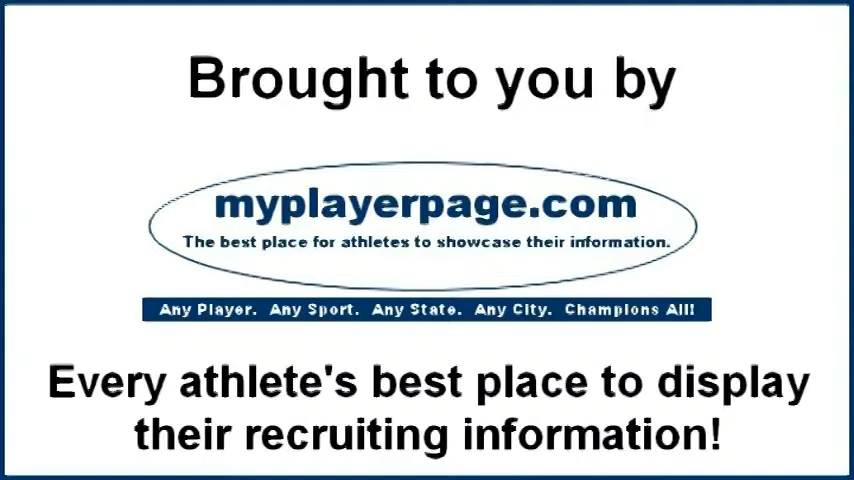 Brought to you by
myplayerpage.com
The best place for athletes to showcase their information.
Any Player. Any Sport. Any State. Any City. Champions All!
Every athlete's best place to display
their recruiting information!